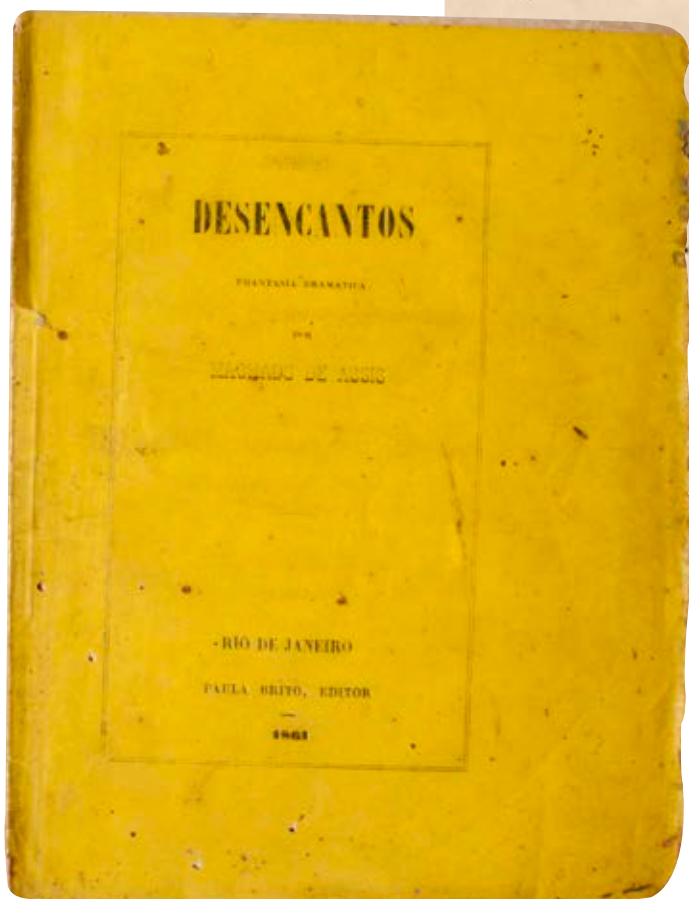 DESENCANTOS
PHANTASIA DRAMATICA
POR
MACHADO DE ASSIS
RIO DE JANEIRO
PAULA BRITO, EDITOR
1861